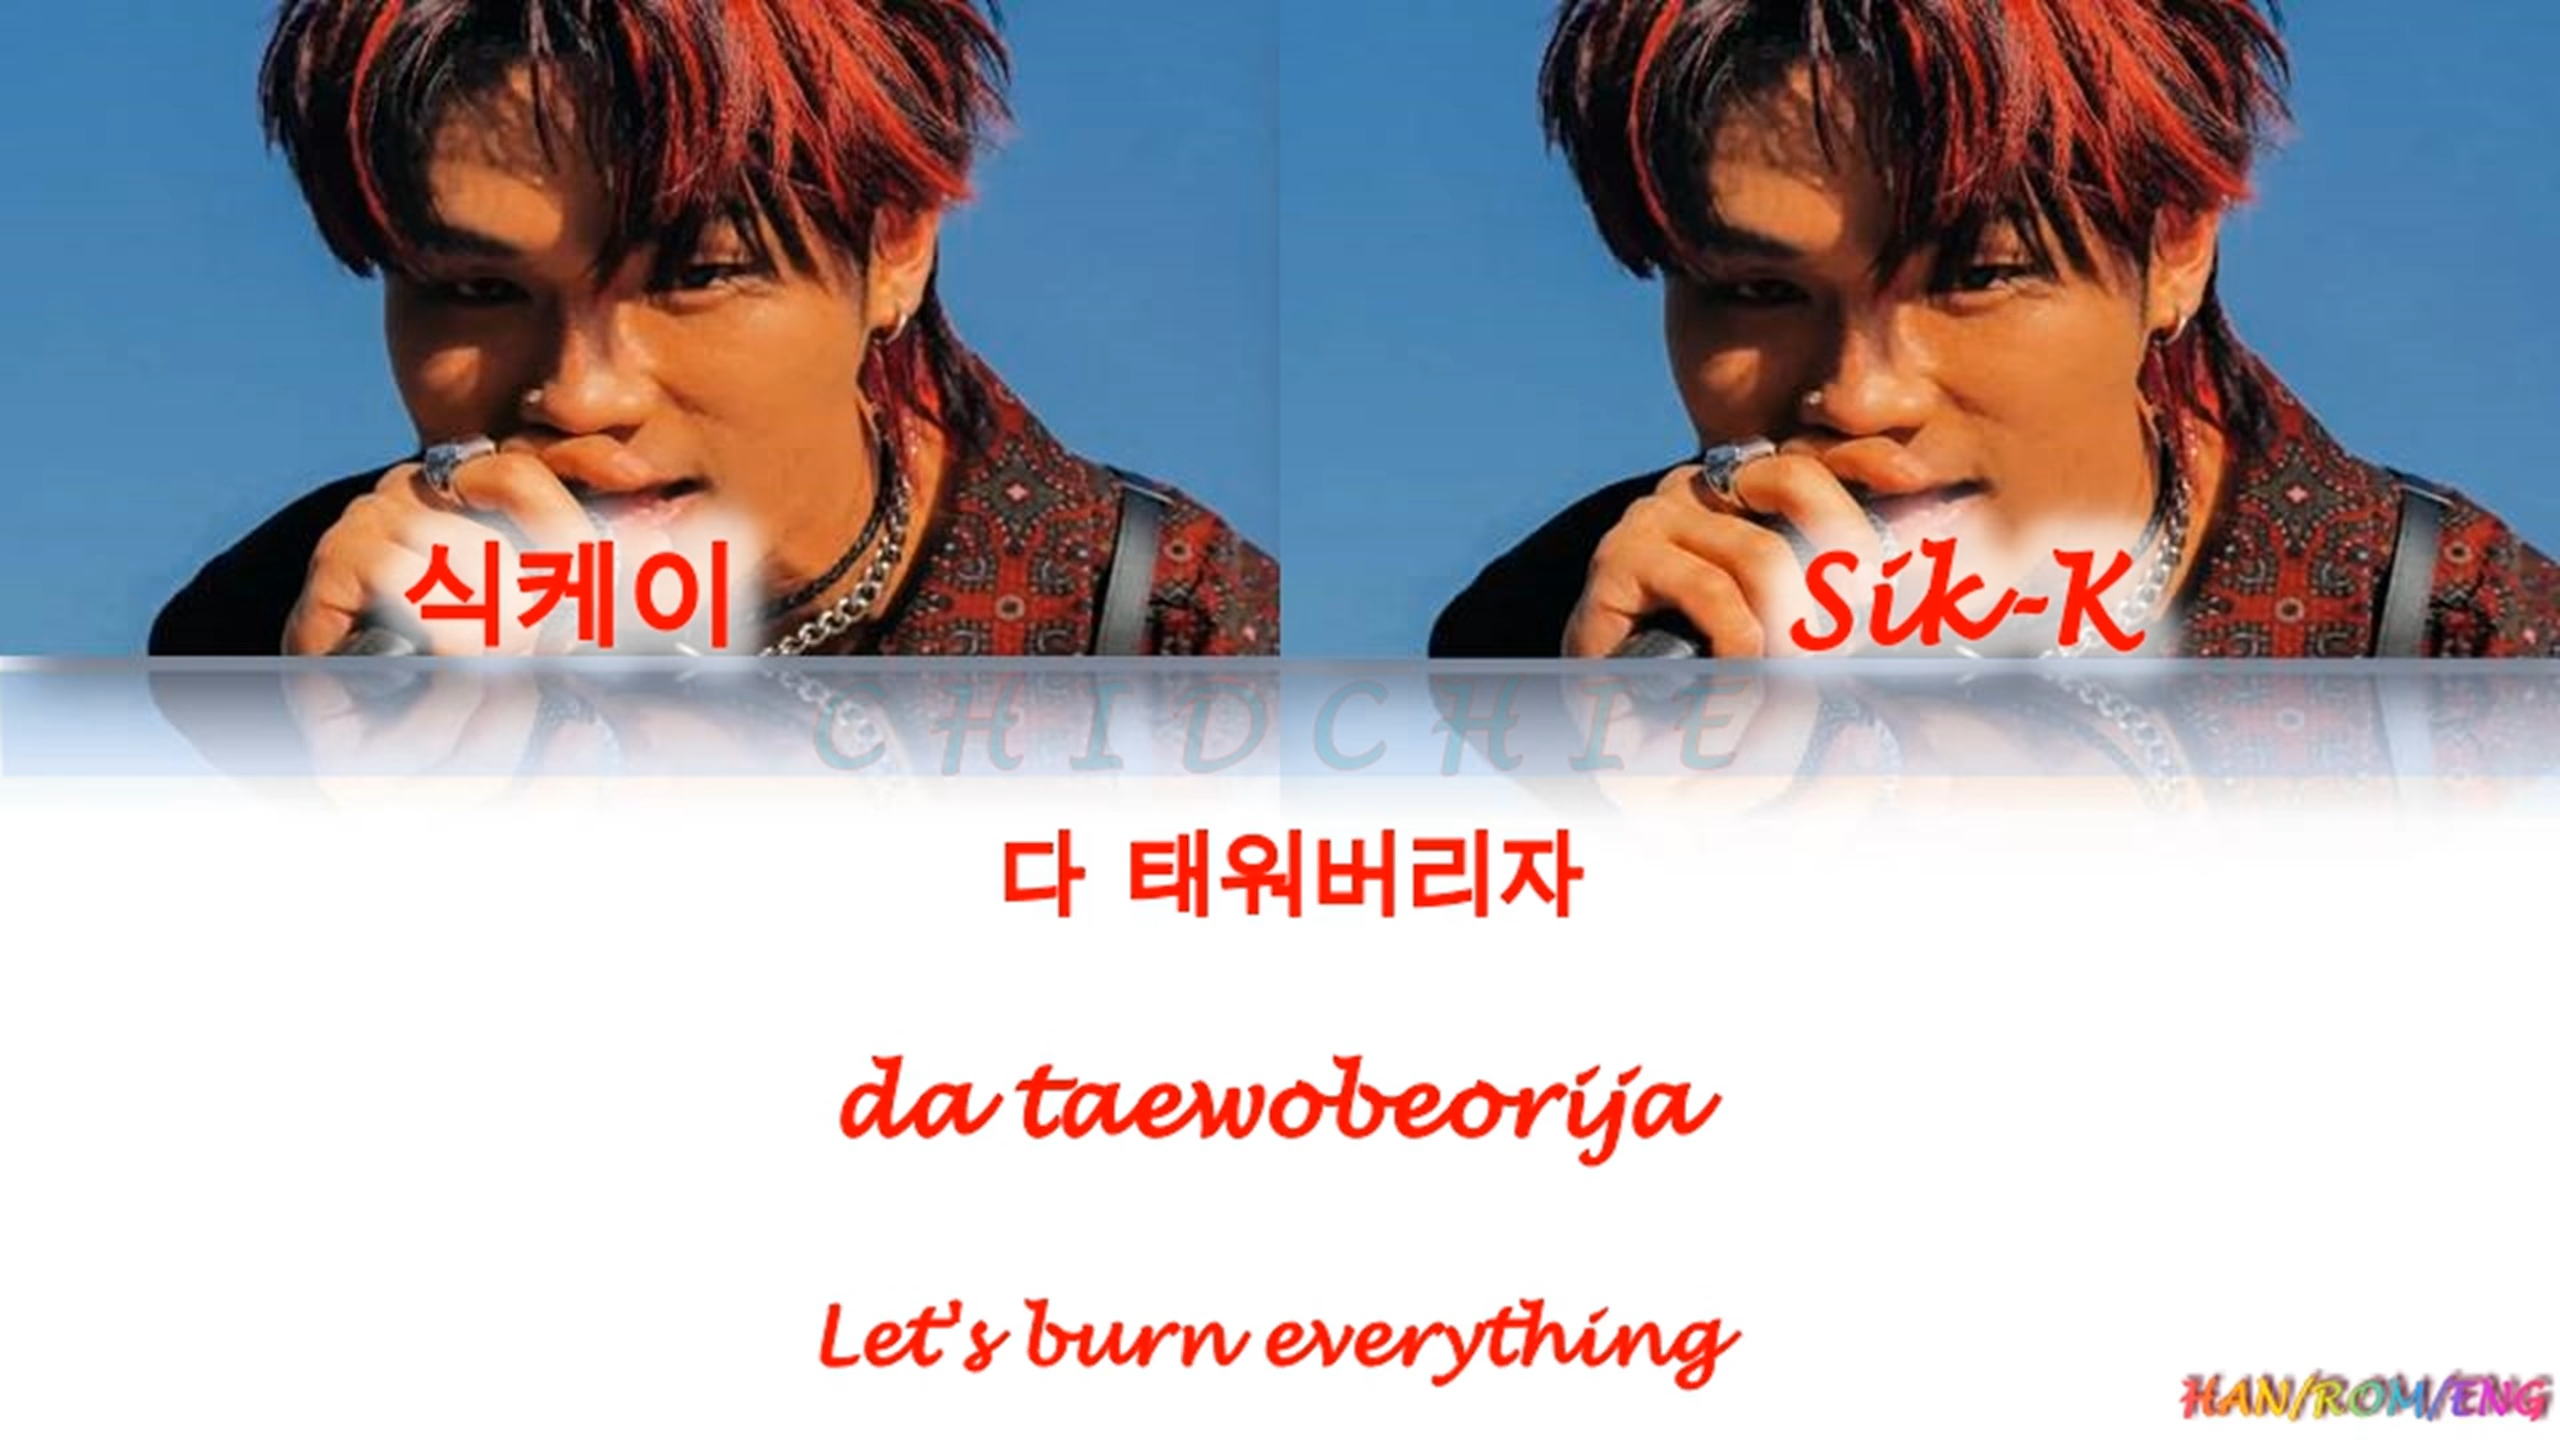 식케이
Sik-K
CHIDCHIE
다 태워버리자
da taewobeorija
Let's burn everything
HAN/ROM/ENG